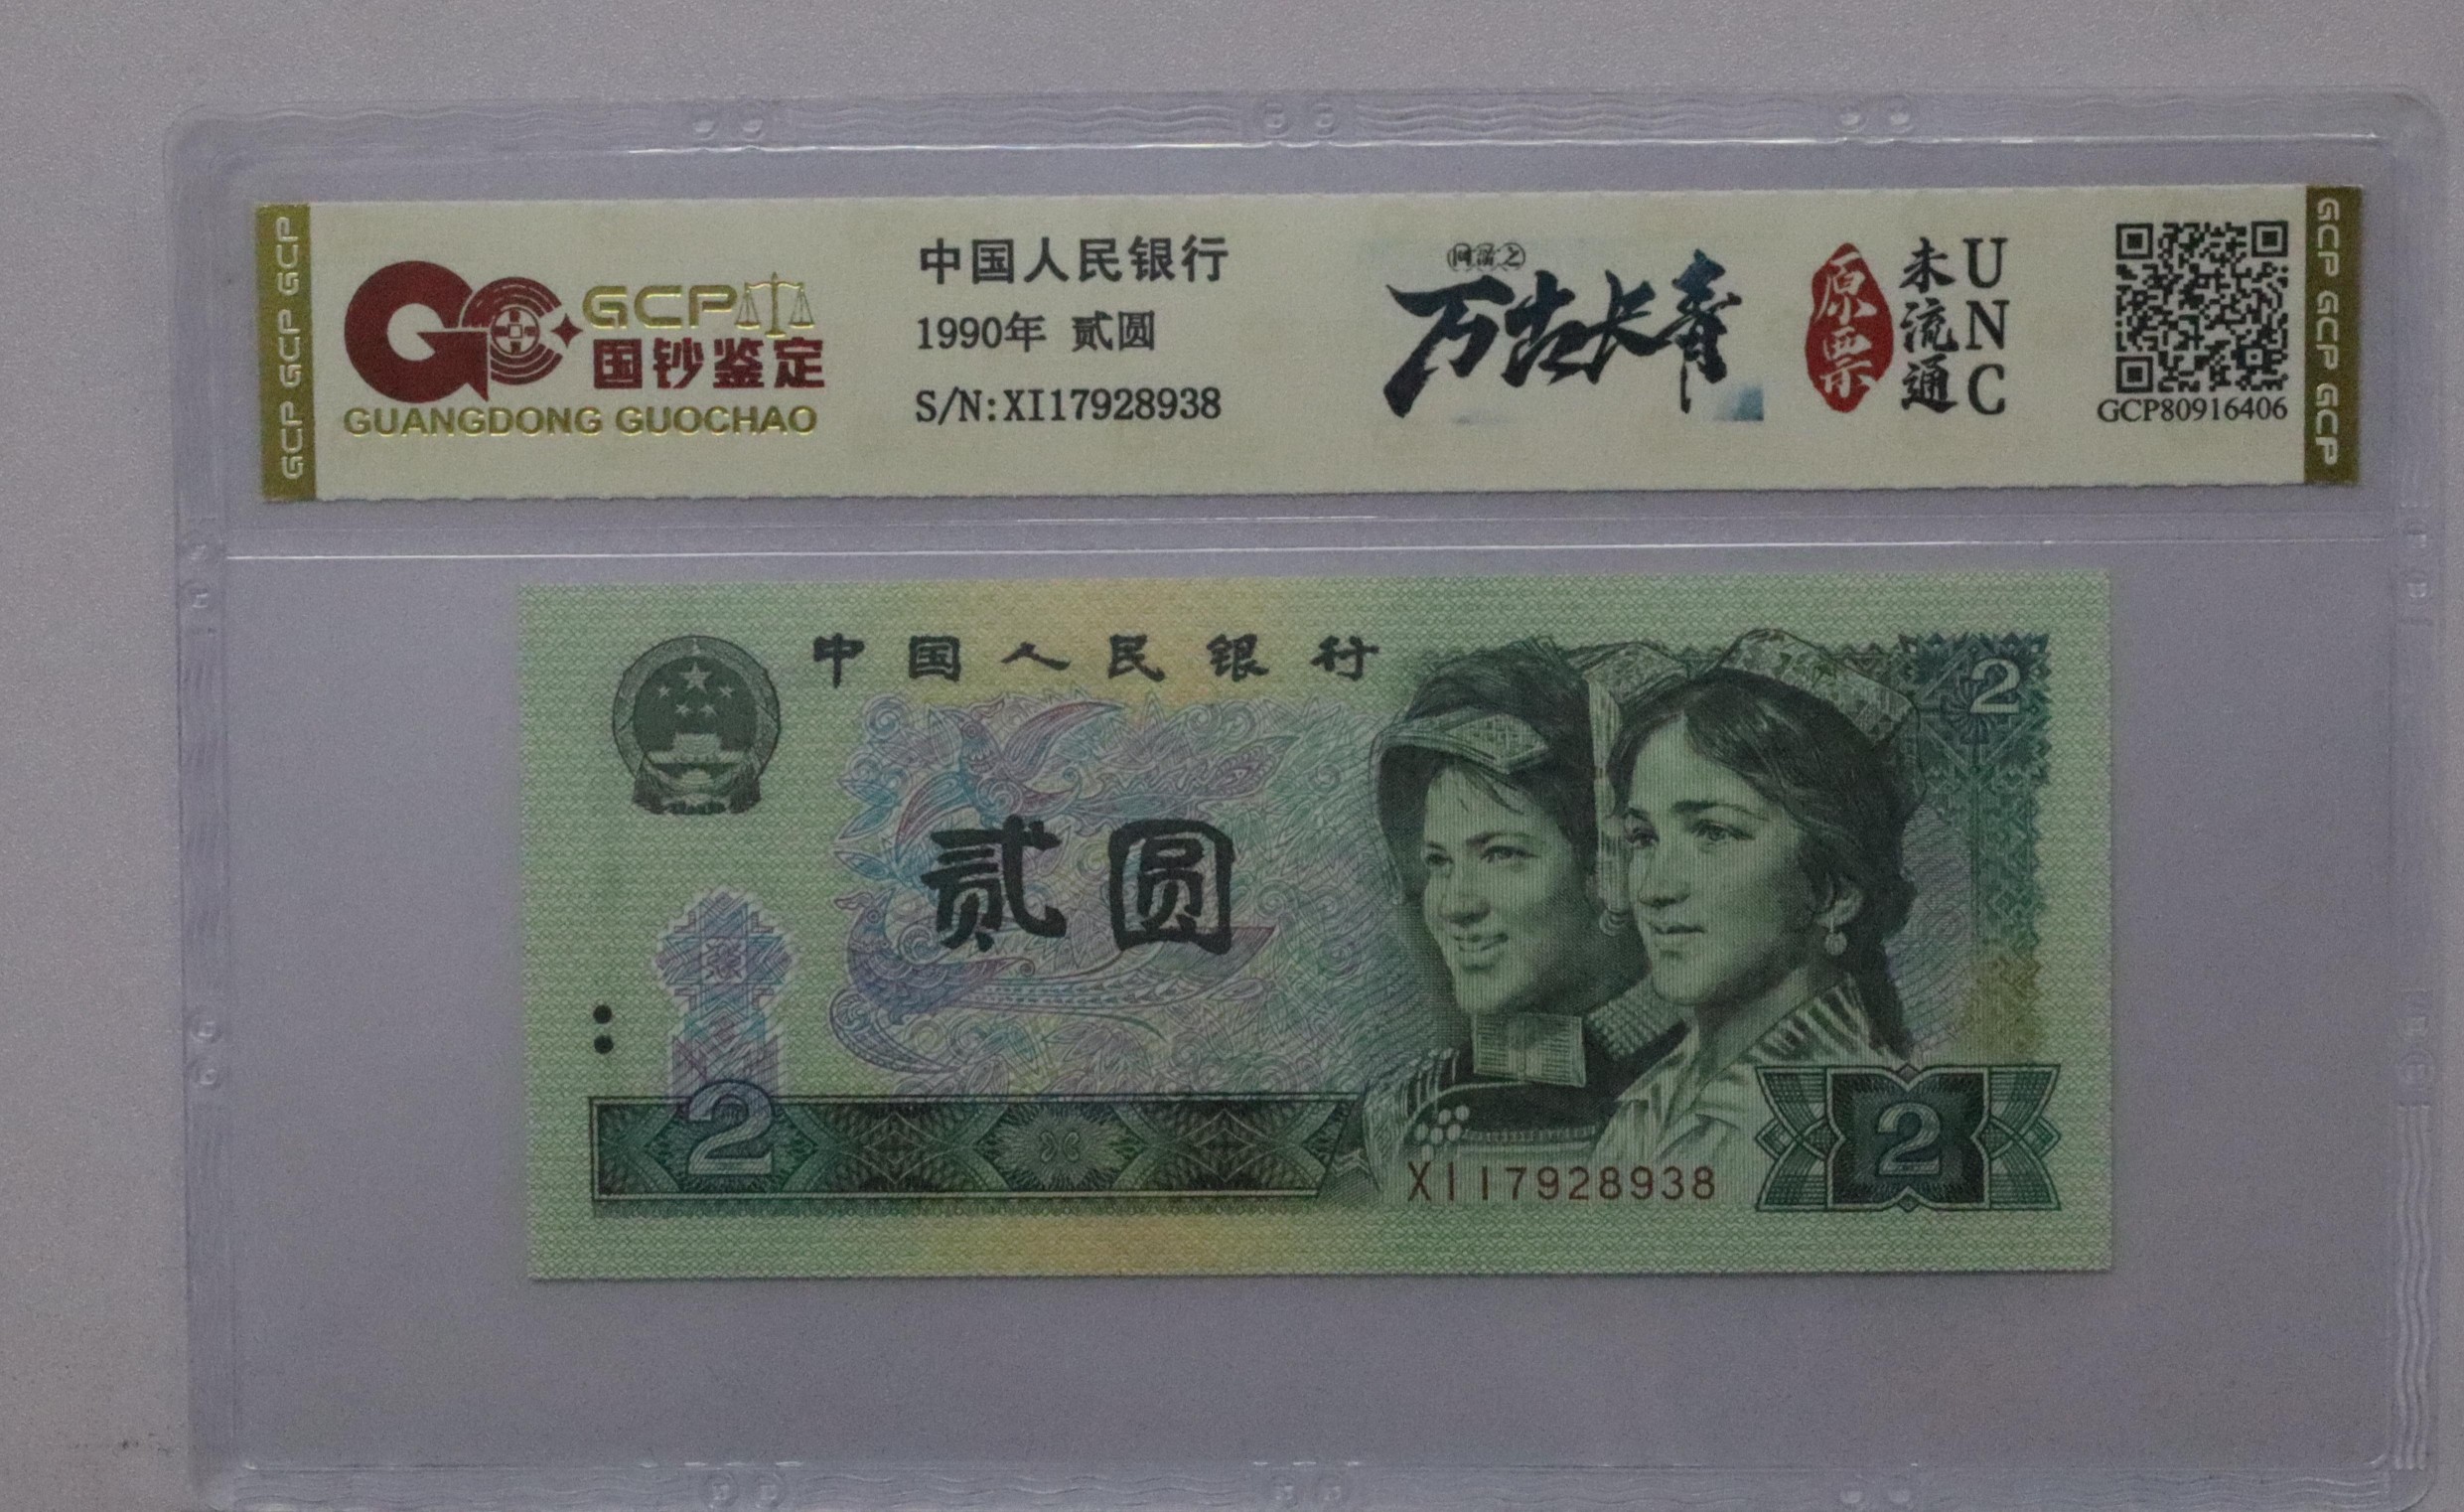 GCP GCP GCP
GCP
国钞鉴定
GUANGDONG GUOCHAO
中国人民银行
1990年 贰圆
S/N:XI17928938
万古长青
原票
未流通
UNC
GCP80916406
GCP GCP GCP
中国人民银行
2
贰圆
2
XI17928938
2